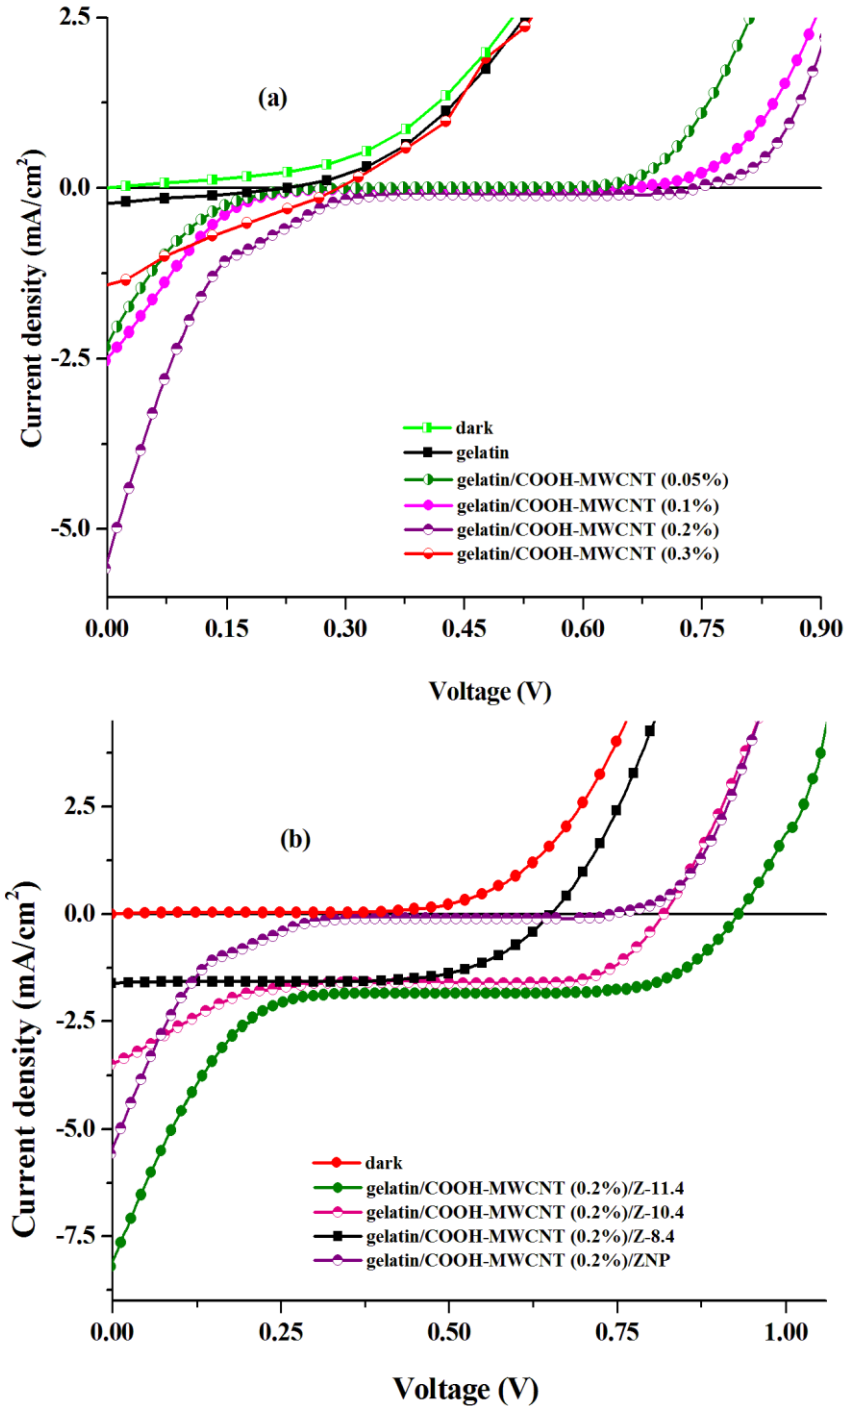 2.5
(a)
0.0
-2.5
-5.0
Current density (mA/cm²)
dark
gelatin
gelatin/COOH-MWCNT (0.05%)
gelatin/COOH-MWCNT (0.1%)
gelatin/COOH-MWCNT (0.2%)
gelatin/COOH-MWCNT (0.3%)
0.00 0.15 0.30 0.45 0.60 0.75 0.90
Voltage (V)
2.5
(b)
0.0
-2.5
-5.0
-7.5
Current density (mA/cm²)
dark
gelatin/COOH-MWCNT (0.2%)/Z-11.4
gelatin/COOH-MWCNT (0.2%)/Z-10.4
gelatin/COOH-MWCNT (0.2%)/Z-8.4
gelatin/COOH-MWCNT (0.2%)/ZNP
0.00 0.25 0.50 0.75 1.00
Voltage (V)